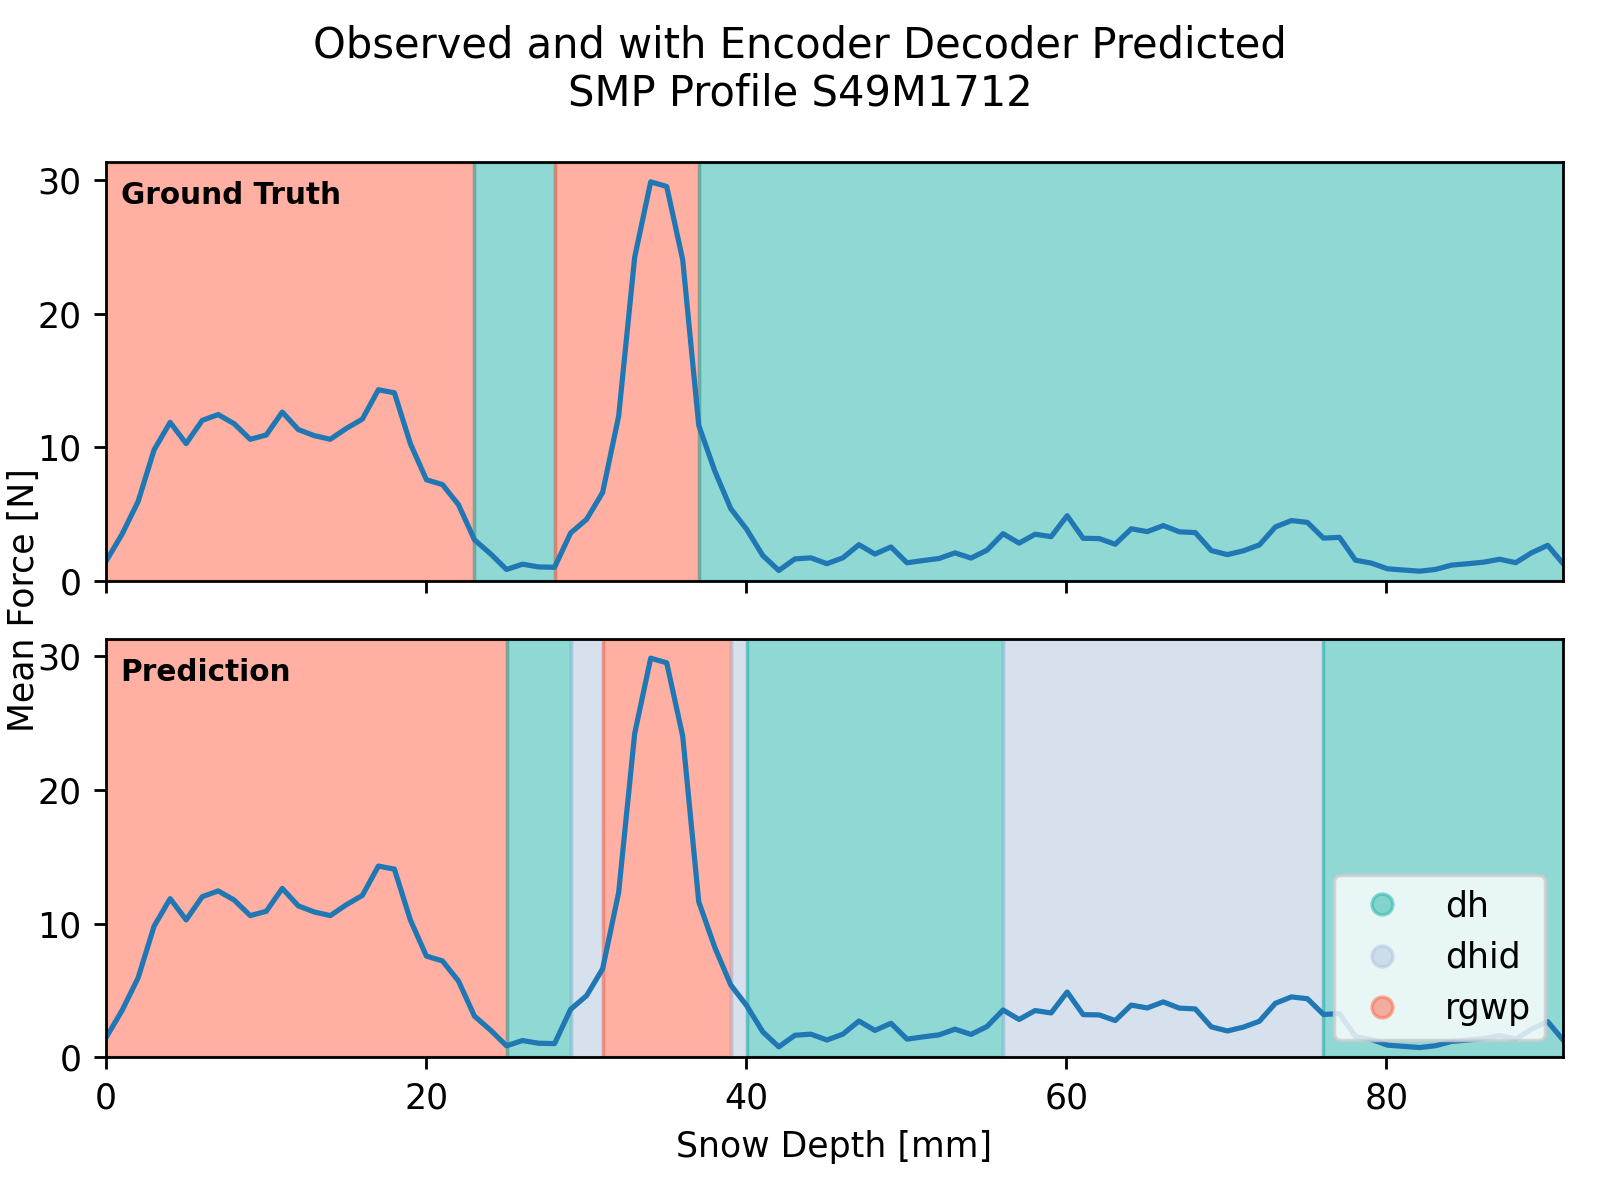 Observed and with Encoder Decoder Predicted
SMP Profile S49M1712
Mean Force [N]
30
20
10
0
Ground Truth
30
20
10
0
Prediction
dh
dhid
rgwp
0 20 40 60 80
Snow Depth [mm]